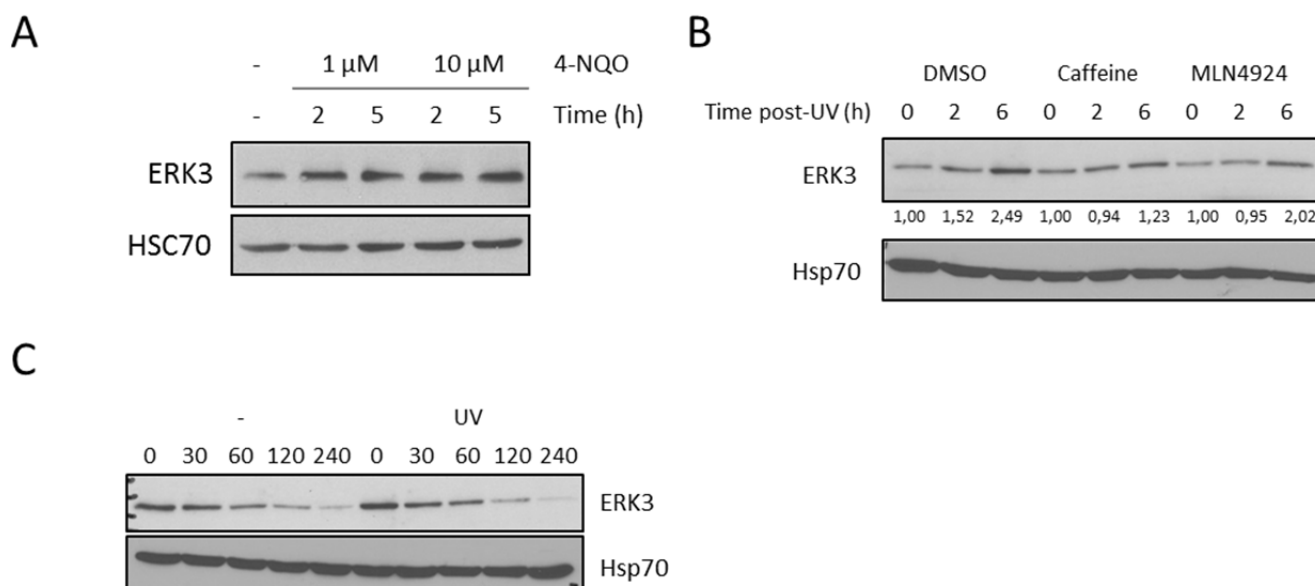 A
- 1 µM 10 µM 4-NQO
- 2 5 2 5 Time (h)
ERK3
HSC70
B
DMSO Caffeine MLN4924
Time post-UV (h) 0 2 6 0 2 6 0 2 6
ERK3
1,00 1,52 2,49 1,00 0,94 1,23 1,00 0,95 2,02
Hsp70
C
- UV
0 30 60 120 240 0 30 60 120 240
ERK3
Hsp70